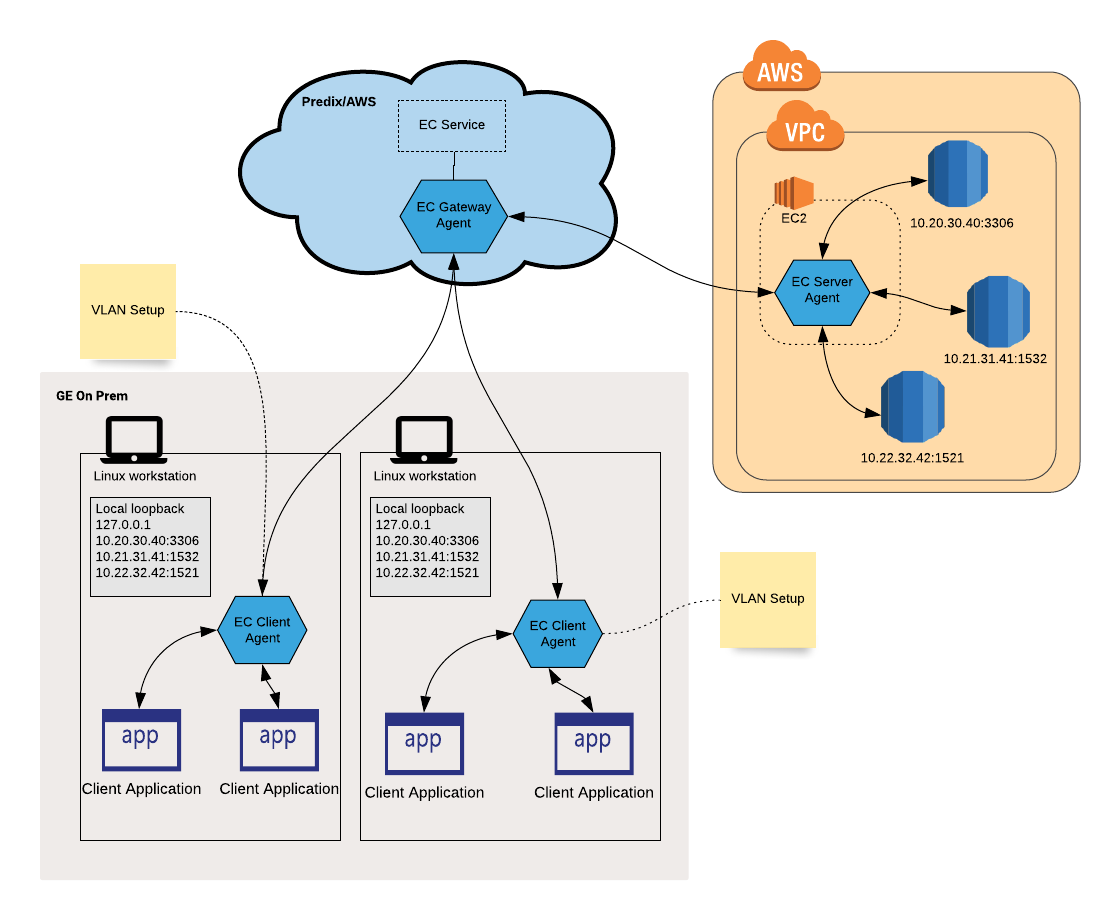 AWS
Predix/AWS
EC Service
VPC
EC2
10.20.30.40:3306
EC Gateway
Agent
EC Server
Agent
VLAN Setup
10.21.31.41:1532
GE On Prem
10.22.32.42:1521
Linux workstation
Local loopback
127.0.0.1
10.20.30.40:3306
10.21.31.41:1532
10.22.32.42:1521
EC Client
Agent
app
Client Application
app
Client Application
Linux workstation
Local loopback
127.0.0.1
10.20.30.40:3306
10.21.31.41:1532
10.22.32.42:1521
EC Client
Agent
app
Client Application
app
Client Application
VLAN Setup